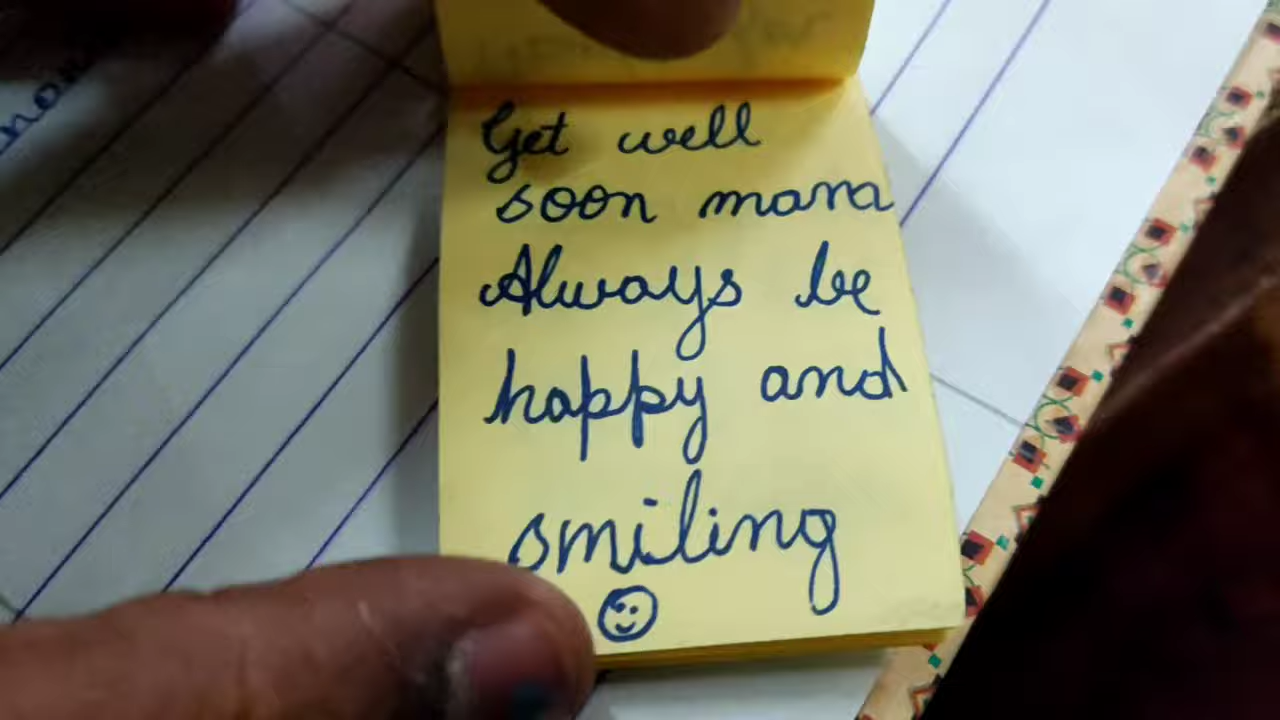 Get well
soon mama
Always be
happy and
smiling